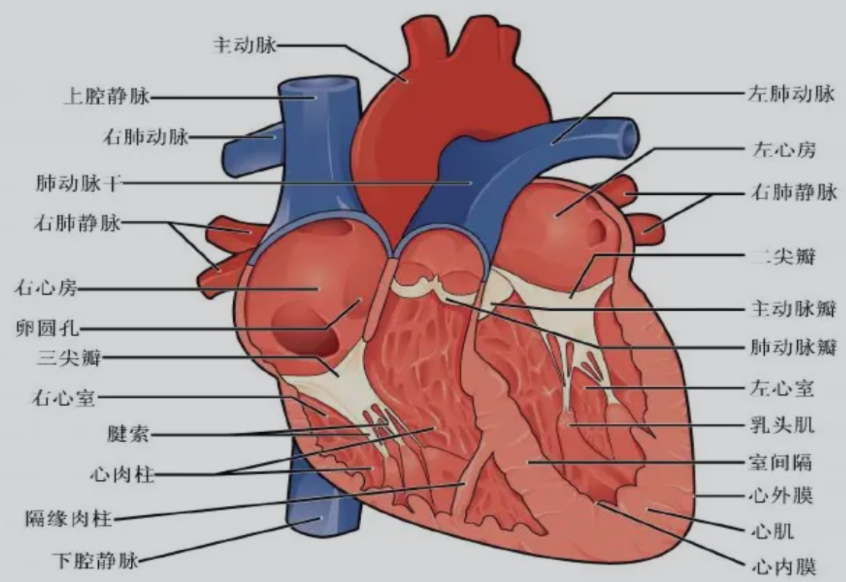 主动脉
上腔静脉
右肺动脉
肺动脉干
右肺静脉
右心房
卵圆孔
三尖瓣
右心室
腱索
心肉柱
隔缘肉柱
下腔静脉
左肺动脉
左心房
右肺静脉
二尖瓣
主动脉瓣
肺动脉瓣
左心室
乳头肌
室间隔
心外膜
心肌
心内膜